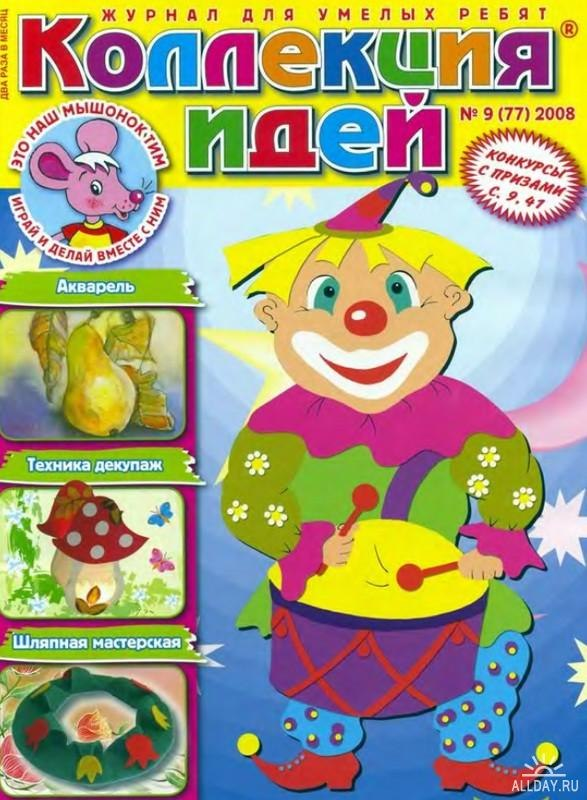 ЖУРНАЛ ДЛЯ УМЕЛЫХ РЕБЯТ
ДВА РАЗА В МЕСЯЦ
Коллекция
идей
®
№ 9 (77) 2008
КОНКУРСЫ
С ПРИЗАМИ
С. 9, 41
ЭТО НАШ МЫШОНОК-ТИМ
ИГРАЙ И ДЕЛАЙ ВМЕСТЕ С НИМ
Акварель
Техника декупаж
Шляпная мастерская
ALLDAY.RU